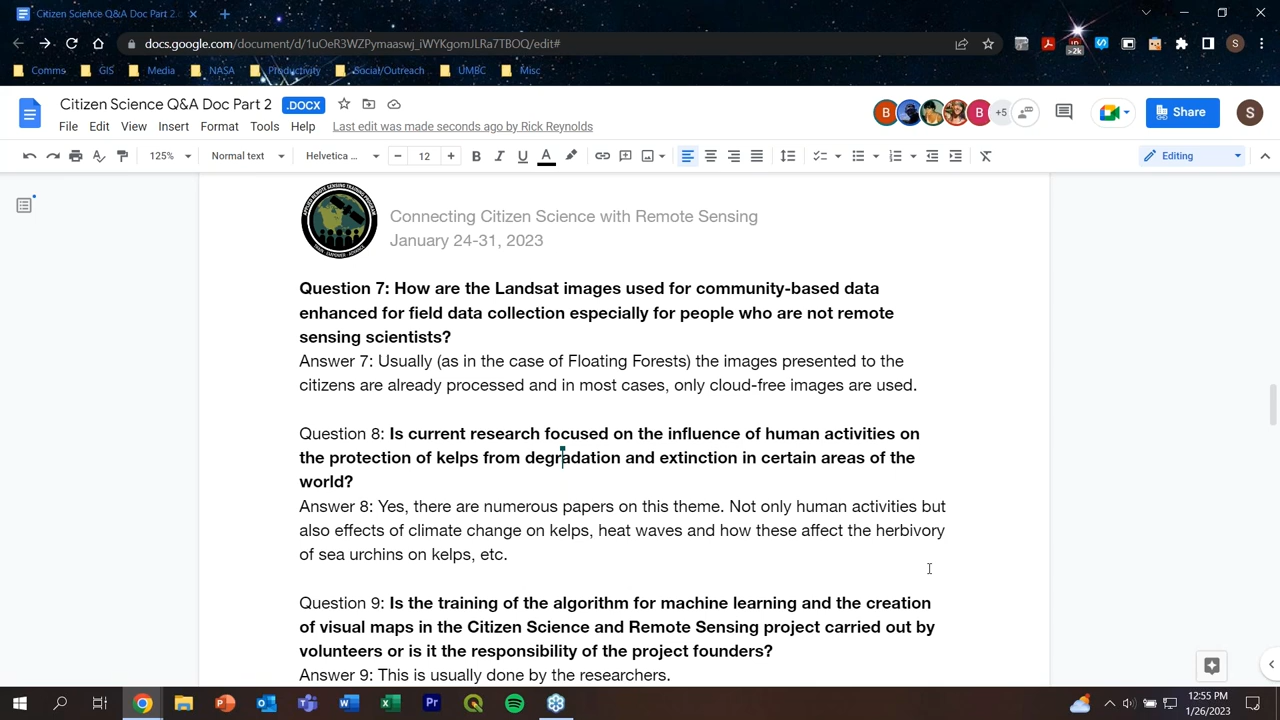 Citizen Science Q&A Doc Part 2.
docs.google.com/document/d/1uOeR3WZPymaaswj_iWYKgomJLRa7TBOQ/edit#
>2k
S
Comms
GIS
Media
NASA
Productivity
Social/Outreach
UMBC
Misc
Citizen Science Q&A Doc Part 2
.DOCX
B
B
+5
Share
S
File
Edit
View
Insert
Format
Tools
Help
Last edit was made seconds ago by Rick Reynolds
125%
Normal text
Helvetica ...
12
B
I
U
A
Editing
APPLIED REMOTE SENSING TRAINING PROGRAM
Connecting Citizen Science with Remote Sensing
January 24-31, 2023
Question 7: How are the Landsat images used for community-based data
enhanced for field data collection especially for people who are not remote
sensing scientists?
Answer 7: Usually (as in the case of Floating Forests) the images presented to the
citizens are already processed and in most cases, only cloud-free images are used.
Question 8: Is current research focused on the influence of human activities on
the protection of kelps from degradation and extinction in certain areas of the
world?
Answer 8: Yes, there are numerous papers on this theme. Not only human activities but
also effects of climate change on kelps, heat waves and how these affect the herbivory
of sea urchins on kelps, etc.
Question 9: Is the training of the algorithm for machine learning and the creation
of visual maps in the Citizen Science and Remote Sensing project carried out by
volunteers or is it the responsibility of the project founders?
Answer 9: This is usually done by the researchers.
12:55 PM
1/26/2023